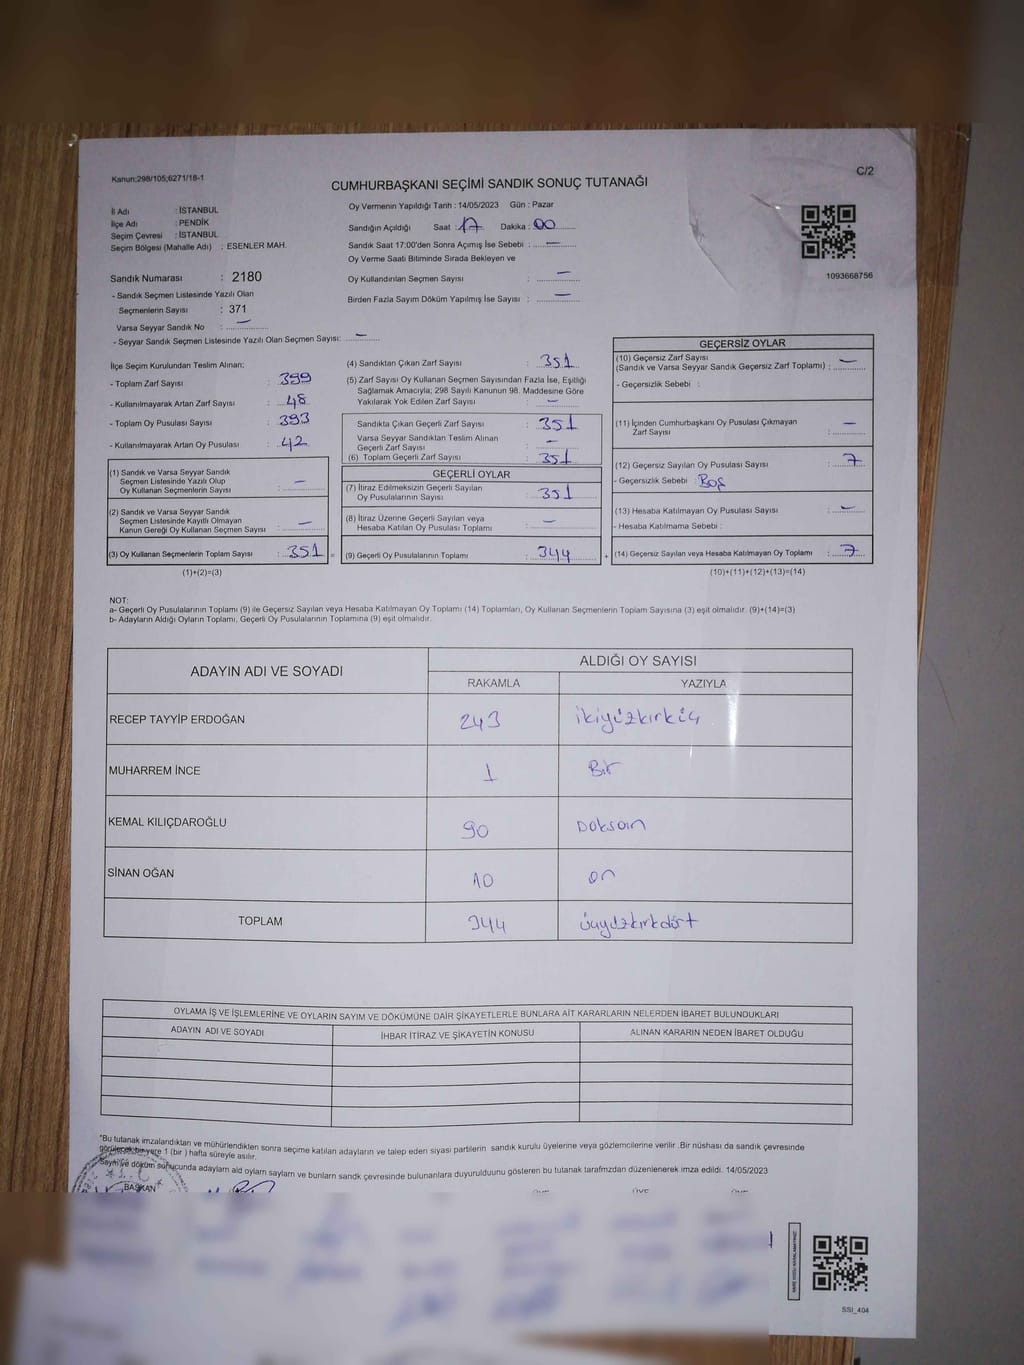 Kanun:298/105;6271/18-1
C/2
CUMHURBAŞKANI SEÇİMİ SANDIK SONUÇ TUTANAĞI
İl Adı : İSTANBUL
İlçe Adı : PENDİK
Seçim Çevresi : İSTANBUL
Seçim Bölgesi (Mahalle Adı) : ESENLER MAH.
Oy Vermenin Yapıldığı Tarih : 14/05/2023 Gün : Pazar
Sandığın Açıldığı Saat : 17 Dakika : 00
Sandık Saat 17:00'den Sonra Açımış İse Sebebi : —
Oy Verme Saati Bitiminde Sırada Bekleyen ve
Oy Kullandırılan Seçmen Sayısı : —
Birden Fazla Sayım Döküm Yapılmış İse Sayısı : —
1093668756
Sandık Numarası : 2180
- Sandık Seçmen Listesinde Yazılı Olan
Seçmenlerin Sayısı : 371
Varsa Seyyar Sandık No : —
- Seyyar Sandık Seçmen Listesinde Yazılı Olan Seçmen Sayısı: —
İlçe Seçim Kurulundan Teslim Alınan;
- Toplam Zarf Sayısı : 399
- Kullanılmayarak Artan Zarf Sayısı : 48
- Toplam Oy Pusulası Sayısı : 393
- Kullanılmayarak Artan Oy Pusulası : 42
(1) Sandık ve Varsa Seyyar Sandık
Seçmen Listesinde Yazılı Olup
Oy Kullanan Seçmenlerin Sayısı : —
(2) Sandık ve Varsa Seyyar Sandık
Seçmen Listesinde Kayıtlı Olmayan
Kanun Gereği Oy Kullanan Seçmen Sayısı : —
(3) Oy Kullanan Seçmenlerin Toplam Sayısı : 351 =
(1)+(2)=(3)
(4) Sandıktan Çıkan Zarf Sayısı : 351
(5) Zarf Sayısı Oy Kullanan Seçmen Sayısından Fazla İse, Eşitliği
Sağlamak Amacıyla; 298 Sayılı Kanunun 98. Maddesine Göre
Yakılarak Yok Edilen Zarf Sayısı : —
Sandıkta Çıkan Geçerli Zarf Sayısı : 351
Varsa Seyyar Sandıktan Teslim Alınan
Geçerli Zarf Sayısı : —
(6) Toplam Geçerli Zarf Sayısı : 351
GEÇERLİ OYLAR
(7) İtiraz Edilmeksizin Geçerli Sayılan
Oy Pusulalarının Sayısı : 351
(8) İtiraz Üzerine Geçerli Sayılan veya
Hesaba Katılan Oy Pusulası Toplamı : —
(9) Geçerli Oy Pusulalarının Toplamı : 344 +
GEÇERSİZ OYLAR
(10) Geçersiz Zarf Sayısı
(Sandık ve Varsa Seyyar Sandık Geçersiz Zarf Toplamı) : —
- Geçersizlik Sebebi :
(11) İçinden Cumhurbaşkanı Oy Pusulası Çıkmayan
Zarf Sayısı : —
(12) Geçersiz Sayılan Oy Pusulası Sayısı : 7
- Geçersizlik Sebebi : Boş
(13) Hesaba Katılmayan Oy Pusulası Sayısı : —
- Hesaba Katılmama Sebebi :
(14) Geçersiz Sayılan veya Hesaba Katılmayan Oy Toplamı : 7
(10)+(11)+(12)+(13)=(14)
NOT:
a- Geçerli Oy Pusulalarının Toplamı (9) ile Geçersiz Sayılan veya Hesaba Katılmayan Oy Toplamı (14) Toplamları, Oy Kullanan Seçmenlerin Toplam Sayısına (3) eşit olmalıdır. (9)+(14)=(3)
b- Adayların Aldığı Oyların Toplamı, Geçerli Oy Pusulalarının Toplamına (9) eşit olmalıdır.
ADAYIN ADI VE SOYADI ALDIĞI OY SAYISI
RAKAMLA YAZIYLA
RECEP TAYYİP ERDOĞAN 243 ikiyüzkırküç
MUHARREM İNCE 1 Bir
KEMAL KILIÇDAROĞLU 90 Doksan
SİNAN OĞAN 10 on
TOPLAM 344 üçyüzkırkdört
OYLAMA İŞ VE İŞLEMLERİNE VE OYLARIN SAYIM VE DÖKÜMÜNE DAİR ŞİKAYETLERLE BUNLARA AİT KARARLARIN NELERDEN İBARET BULUNDUKLARI
ADAYIN ADI VE SOYADI İHBAR İTİRAZ VE ŞİKAYETİN KONUSU ALINAN KARARIN NEDEN İBARET OLDUĞU
*Bu tutanak imzalandıktan ve mühürlendikten sonra seçime katılan adayların ve talep eden siyasi partilerin sandık kurulu üyelerine veya gözlemcilerine verilir .Bir nüshası da sandık çevresinde
görülecek bir yere 1 (bir ) hafta süreyle asılır.
Sayım ve döküm sonucunda adayların ald oyların sayların ve bunların sandk çevresinde bulunanlara duyurulduunu gösteren bu tutanak tarafmzdan düzenlenerek imza edildi. 14/05/2023
BAŞKAN
ÜYE ÜYE ÜYE
SSİ_404